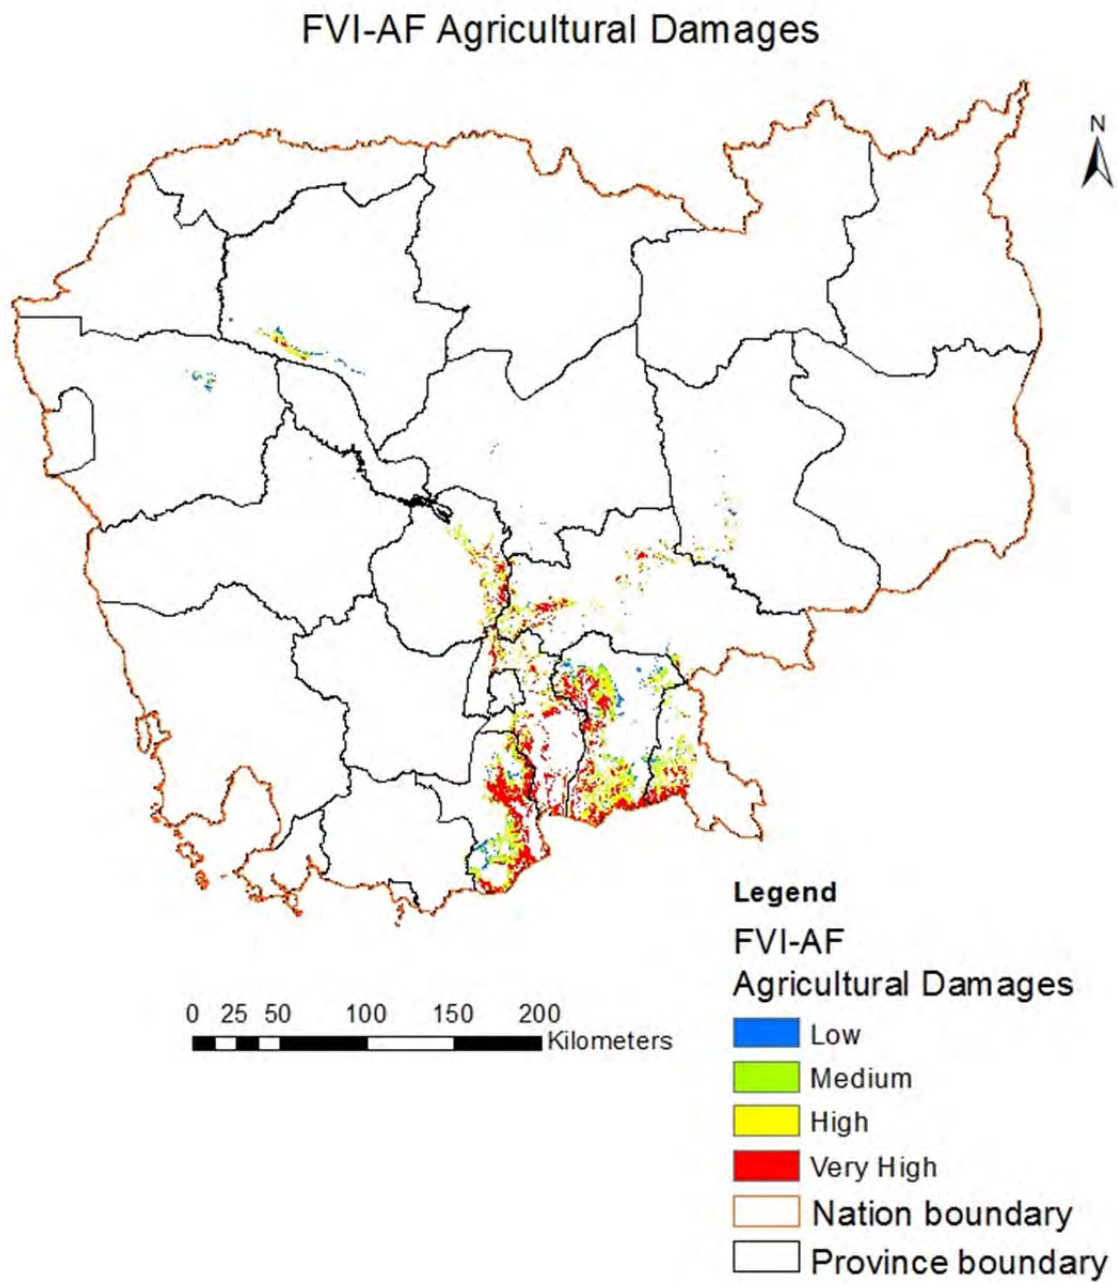 FVI-AF Agricultural Damages
N
Legend
FVI-AF
Agricultural Damages
0 25 50 100 150 200
Kilometers
Low
Medium
High
Very High
Nation boundary
Province boundary